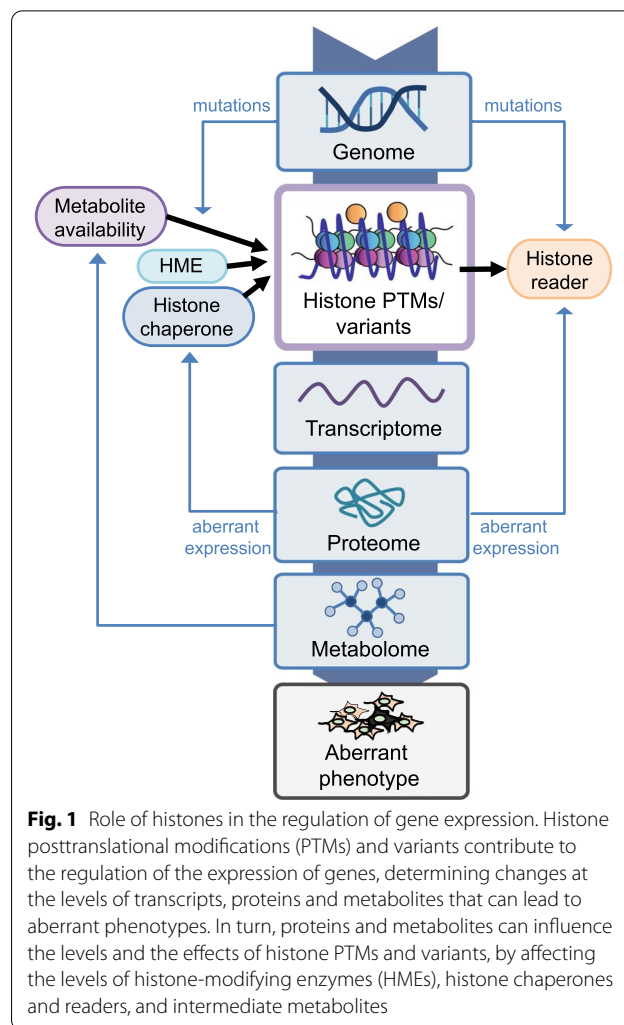 mutations
mutations
Genome
Metabolite
availability
HME
Histone
chaperone
Histone PTMs/
variants
Histone
reader
Transcriptome
aberrant
expression
Proteome
aberrant
expression
Metabolome
Aberrant
phenotype
Fig. 1 Role of histones in the regulation of gene expression. Histone
posttranslational modifications (PTMs) and variants contribute to
the regulation of the expression of genes, determining changes at
the levels of transcripts, proteins and metabolites that can lead to
aberrant phenotypes. In turn, proteins and metabolites can influence
the levels and the effects of histone PTMs and variants, by affecting
the levels of histone-modifying enzymes (HMEs), histone chaperones
and readers, and intermediate metabolites